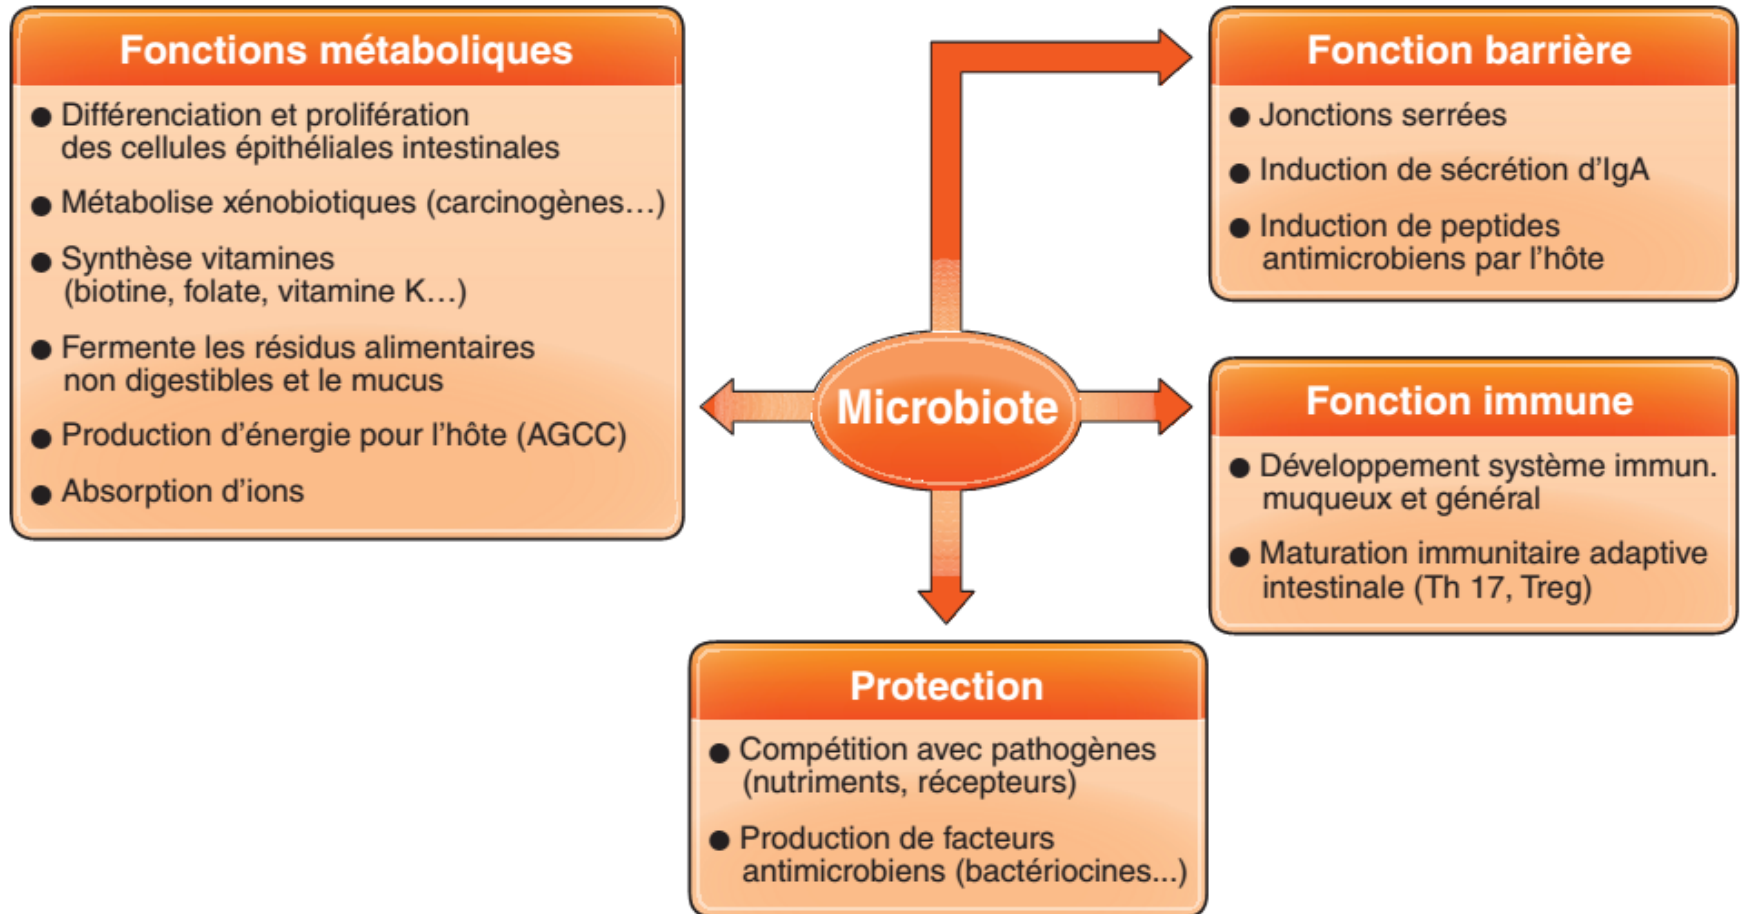 Fonctions métaboliques
● Différenciation et prolifération
des cellules épithéliales intestinales
● Métabolise xénobiotiques (carcinogènes…)
● Synthèse vitamines
(biotine, folate, vitamine K…)
● Fermente les résidus alimentaires
non digestibles et le mucus
● Production d’énergie pour l’hôte (AGCC)
● Absorption d’ions
Microbiote
Fonction barrière
● Jonctions serrées
● Induction de sécrétion d’IgA
● Induction de peptides
antimicrobiens par l’hôte
Fonction immune
● Développement système immun.
muqueux et général
● Maturation immunitaire adaptive
intestinale (Th 17, Treg)
Protection
● Compétition avec pathogènes
(nutriments, récepteurs)
● Production de facteurs
antimicrobiens (bactériocines...)